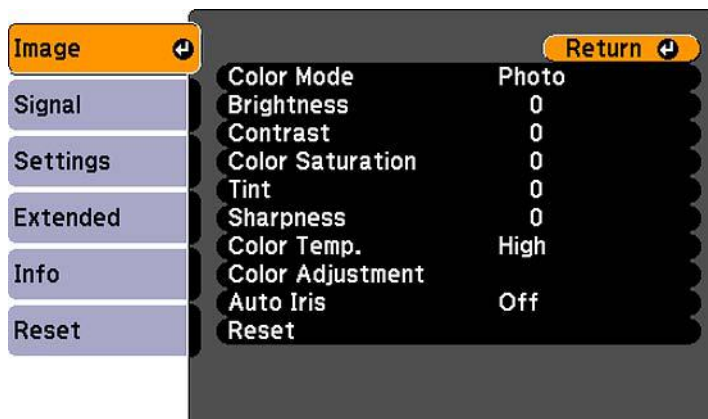 Image
Signal
Settings
Extended
Info
Reset
Return
Color Mode Photo
Brightness 0
Contrast 0
Color Saturation 0
Tint 0
Sharpness 0
Color Temp. High
Color Adjustment
Auto Iris Off
Reset